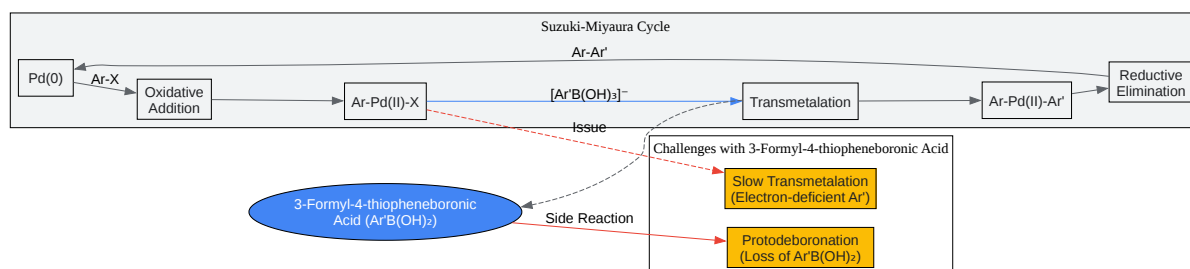 Suzuki-Miyaura Cycle
Ar-Ar'
Pd(0)
Ar-X
Oxidative
Addition
Ar-Pd(II)-X
[Ar'B(OH)₃]⁻
Transmetalation
Ar-Pd(II)-Ar'
Reductive
Elimination
Issue
Challenges with 3-Formyl-4-thiopheneboronic Acid
Slow Transmetalation
(Electron-deficient Ar')
3-Formyl-4-thiopheneboronic
Acid (Ar'B(OH)₂)
Side Reaction
Protodeboronation
(Loss of Ar'B(OH)₂)